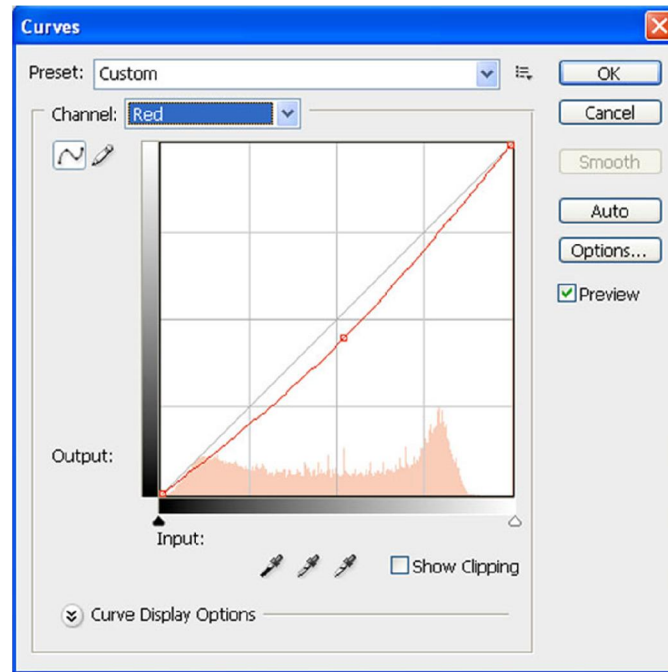 Curves
Preset: Custom
OK
Channel: Red
Cancel
Smooth
Auto
Options...
Preview
Output:
Input:
Show Clipping
Curve Display Options